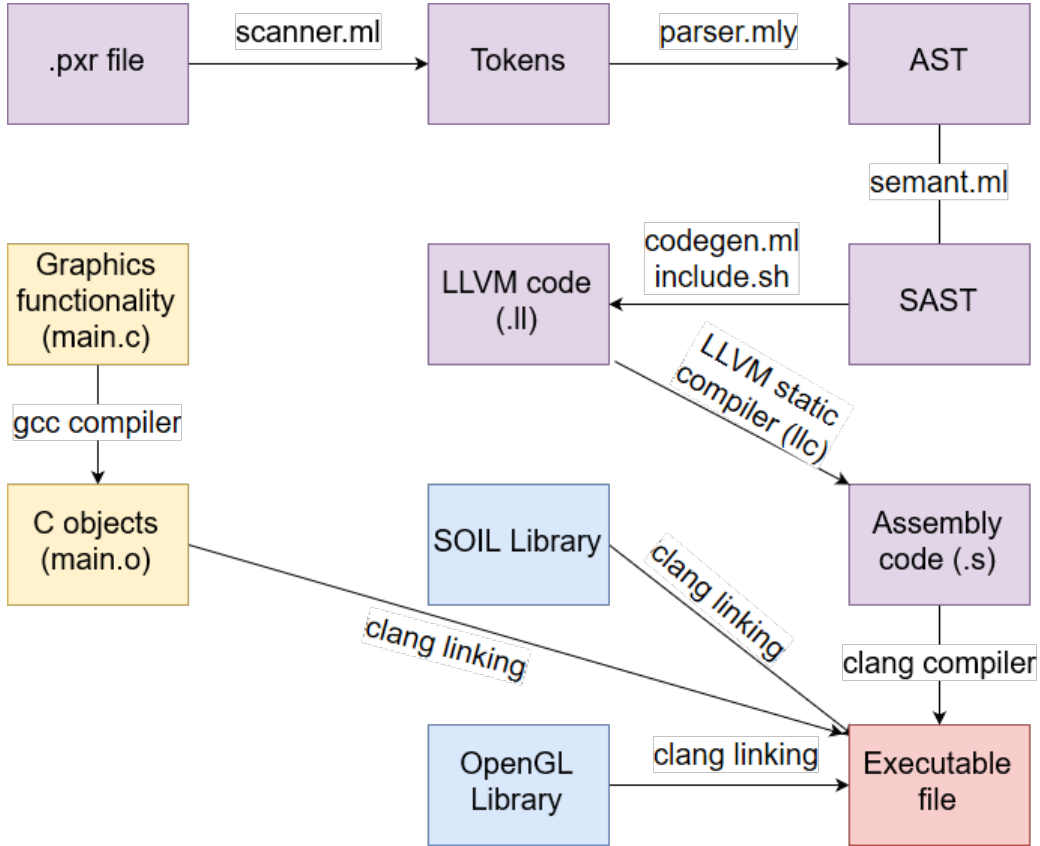 scanner.ml
parser.mly
.pxr file
Tokens
AST
semant.ml
codegen.ml
include.sh
Graphics
functionality
(main.c)
LLVM code
(.ll)
SAST
LLVM static
compiler (llc)
gcc compiler
C objects
(main.o)
SOIL Library
clang linking
Assembly
code (.s)
clang linking
clang compiler
OpenGL
Library
clang linking
Executable
file